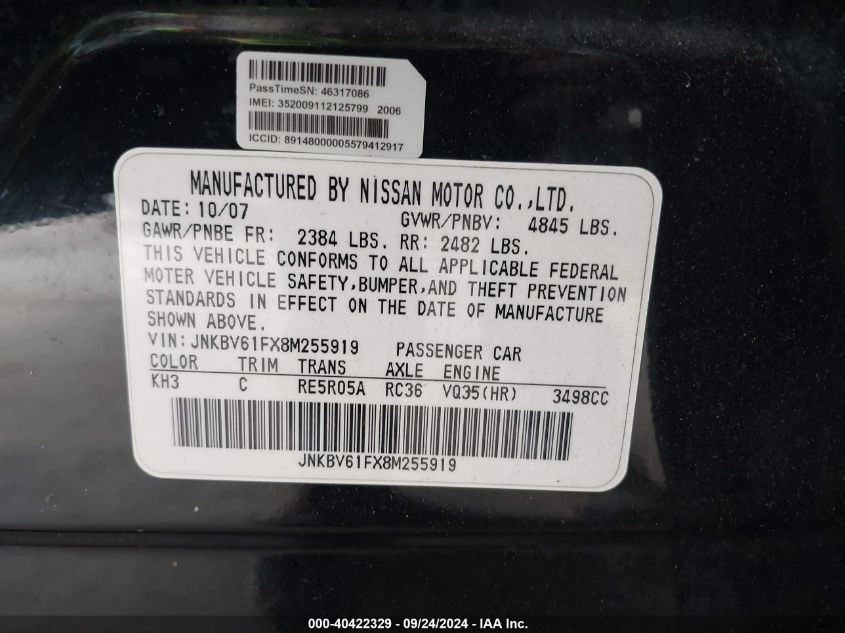 PassTimeSN: 46317086
IMEI: 352009112125799 2006
ICCID: 89148000005579412917
MANUFACTURED BY NISSAN MOTOR CO.,LTD.
DATE: 10/07 GVWR/PNBV: 4845 LBS.
GAWR/PNBE FR: 2384 LBS. RR: 2482 LBS.
THIS VEHICLE CONFORMS TO ALL APPLICABLE FEDERAL
MOTER VEHICLE SAFETY,BUMPER,AND THEFT PREVENTION
STANDARDS IN EFFECT ON THE DATE OF MANUFACTURE
SHOWN ABOVE.
VIN: JNKBV61FX8M255919 PASSENGER CAR
COLOR TRIM TRANS AXLE ENGINE
KH3 C RE5R05A RC36 VQ35(HR) 3498CC
JNKBV61FX8M255919
000-40422329 - 09/24/2024 - IAA Inc.